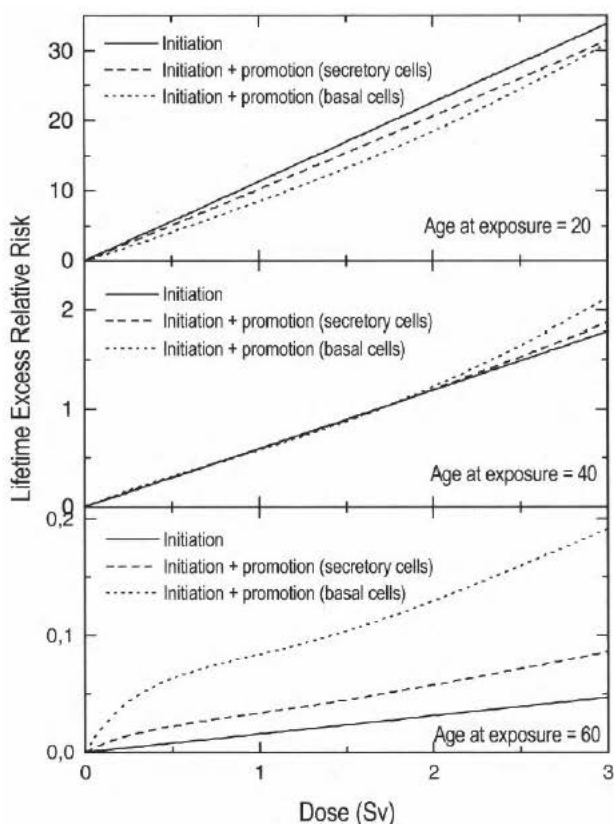 Lifetime Excess Relative Risk
30
20
10
0
Initiation
Initiation + promotion (secretory cells)
Initiation + promotion (basal cells)
Age at exposure = 20
2
1
0
Initiation
Initiation + promotion (secretory cells)
Initiation + promotion (basal cells)
Age at exposure = 40
0,2
0,1
0,0
Initiation
Initiation + promotion (secretory cells)
Initiation + promotion (basal cells)
Age at exposure = 60
0 1 2 3
Dose (Sv)